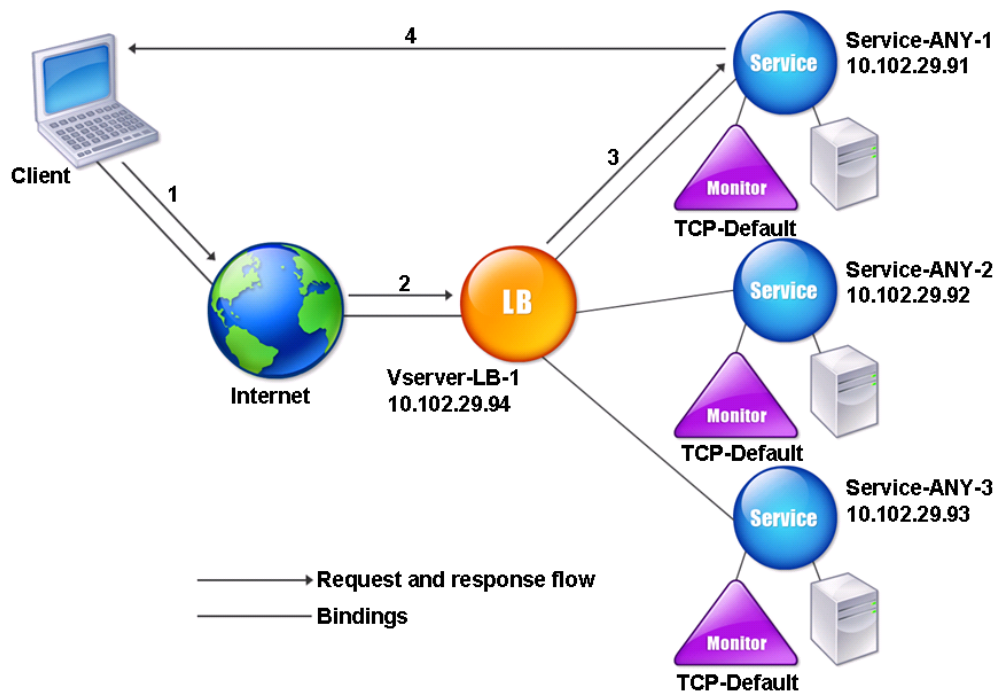 4
Service-ANY-1
10.102.29.91
Service
Client
1
3
Monitor
TCP-Default
2
LB
Service-ANY-2
10.102.29.92
Service
Internet
Vserver-LB-1
10.102.29.94
Monitor
TCP-Default
Service-ANY-3
10.102.29.93
Service
Request and response flow
Bindings
Monitor
TCP-Default